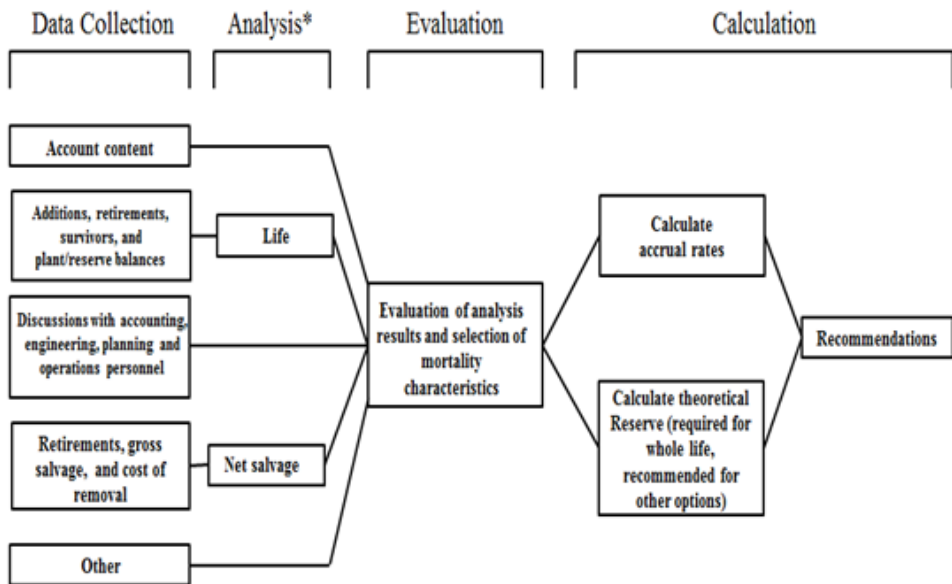 Data Collection
Analysis*
Evaluation
Calculation
Account content
Additions, retirements,
survivors, and
plant/reserve balances
Life
Discussions with accounting,
engineering, planning and
operations personnel
Retirements, gross
salvage, and cost of
removal
Net salvage
Other
Evaluation of analysis
results and selection of
mortality
characteristics
Calculate
accrual rates
Calculate theoretical
Reserve (required for
whole life,
recommended for
other options)
Recommendations